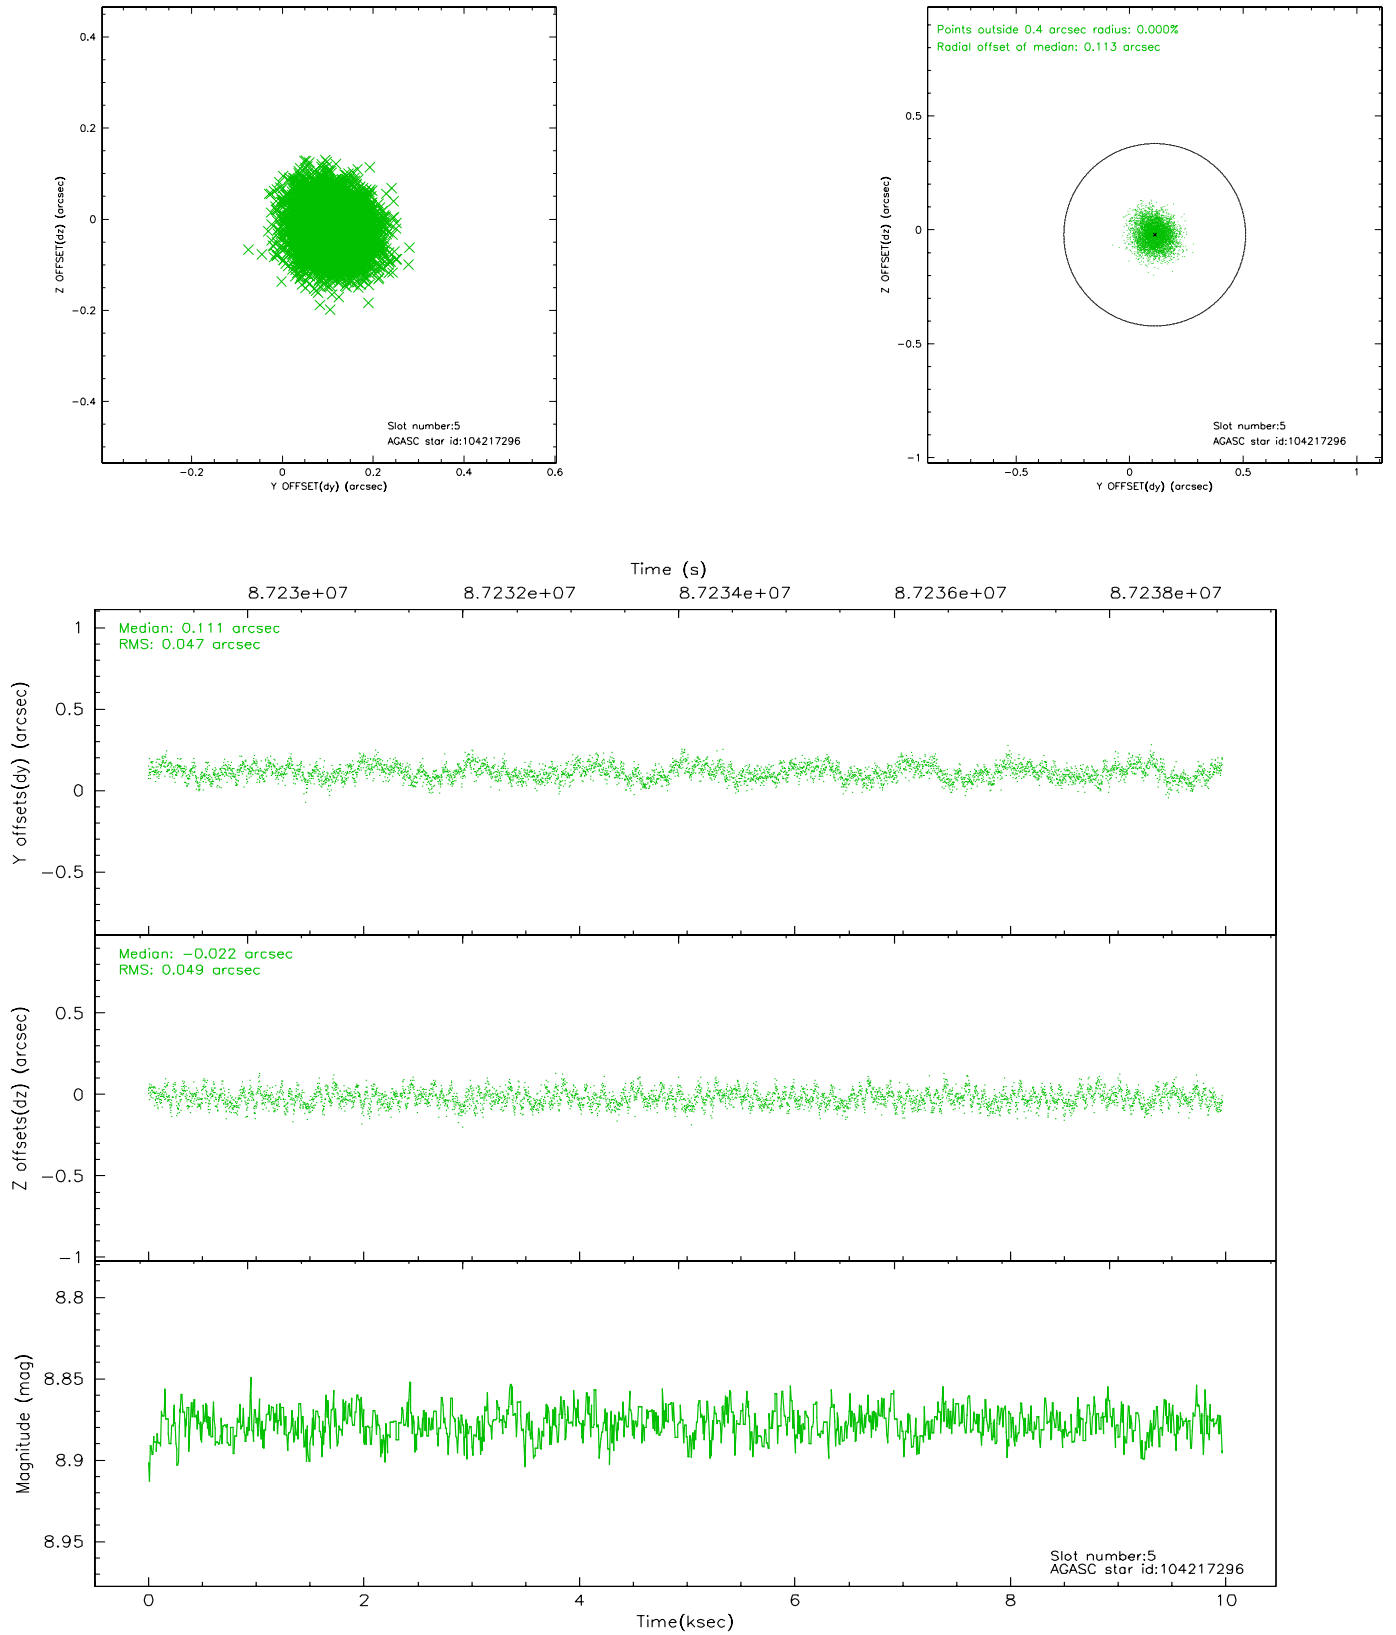 0.4
0.2
0
−0.2
−0.4
Z OFFSET(dz) (arcsec)
Slot number:5
AGASC star id:104217296
−0.2
0
0.2
0.4
0.6
Y OFFSET(dy) (arcsec)
Points outside 0.4 arcsec radius: 0.000%
Radial offset of median: 0.113 arcsec
0.5
0
−0.5
−1
Z OFFSET(dz) (arcsec)
Slot number:5
AGASC star id:104217296
−0.5
0
0.5
1
Y OFFSET(dy) (arcsec)
Time (s)
8.723e+07
8.7232e+07
8.7234e+07
8.7236e+07
8.7238e+07
Median: 0.111 arcsec
RMS: 0.047 arcsec
1
0.5
0
−0.5
Y offsets(dy) (arcsec)
Median: −0.022 arcsec
RMS: 0.049 arcsec
0.5
0
−0.5
−1
Z offsets(dz) (arcsec)
8.8
8.85
8.9
8.95
Magnitude (mag)
Slot number:5
AGASC star id:104217296
0
2
4
6
8
10
Time(ksec)